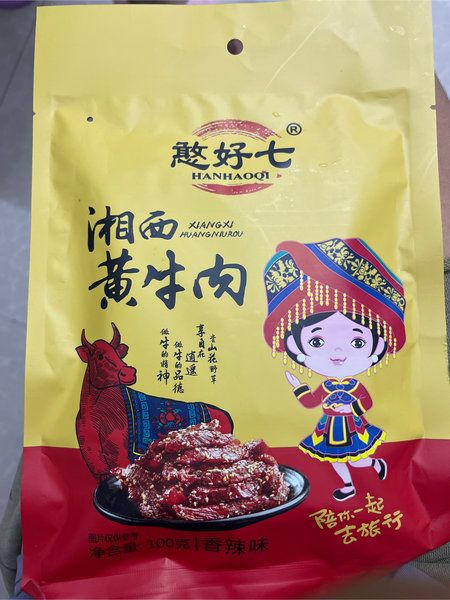 憨好七®
HANHAOQI
湘西
XIANGXI
HUANGNIUROU
黄牛肉
尝山花野草
享自在
逍遥
做牛的品德
做牛的精神
陪你一起
去旅行
图片仅供参考
净含量:100克|香辣味